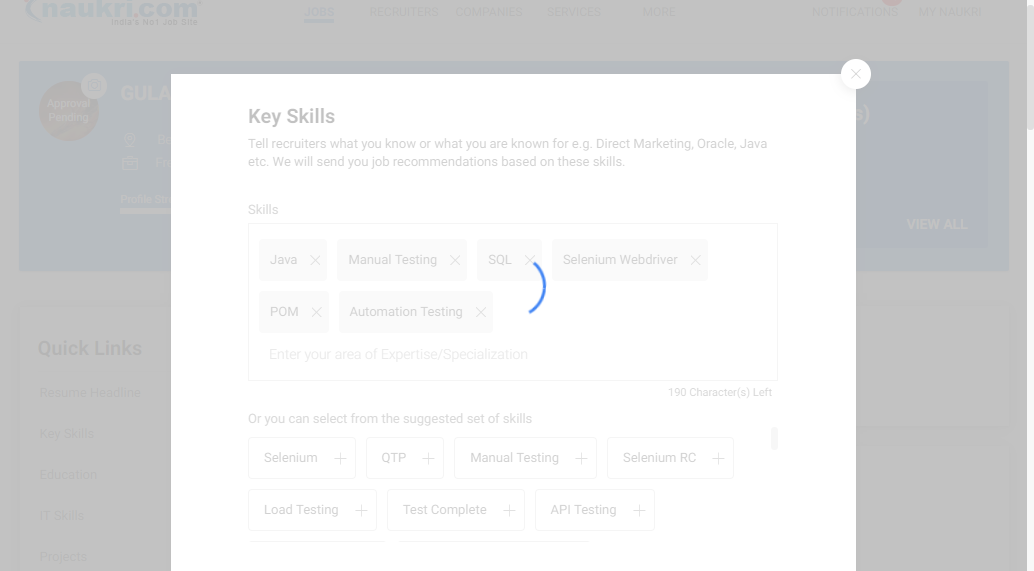 naukri.com
India's No1 Job Site
JOBS RECRUITERS COMPANIES SERVICES MORE NOTIFICATIONS MY NAUKRI
Approval
Pending
GULA
s)
VIEW ALL
Key Skills
Tell recruiters what you know or what you are known for e.g. Direct Marketing, Oracle, Java
etc. We will send you job recommendations based on these skills.
Skills
Java Manual Testing SQL Selenium Webdriver
POM Automation Testing
Enter your area of Expertise/Specialization
190 Character(s) Left
Or you can select from the suggested set of skills
Selenium QTP Manual Testing Selenium RC
Load Testing Test Complete API Testing
Quick Links
Resume Headline
Key Skills
Education
IT Skills
Projects